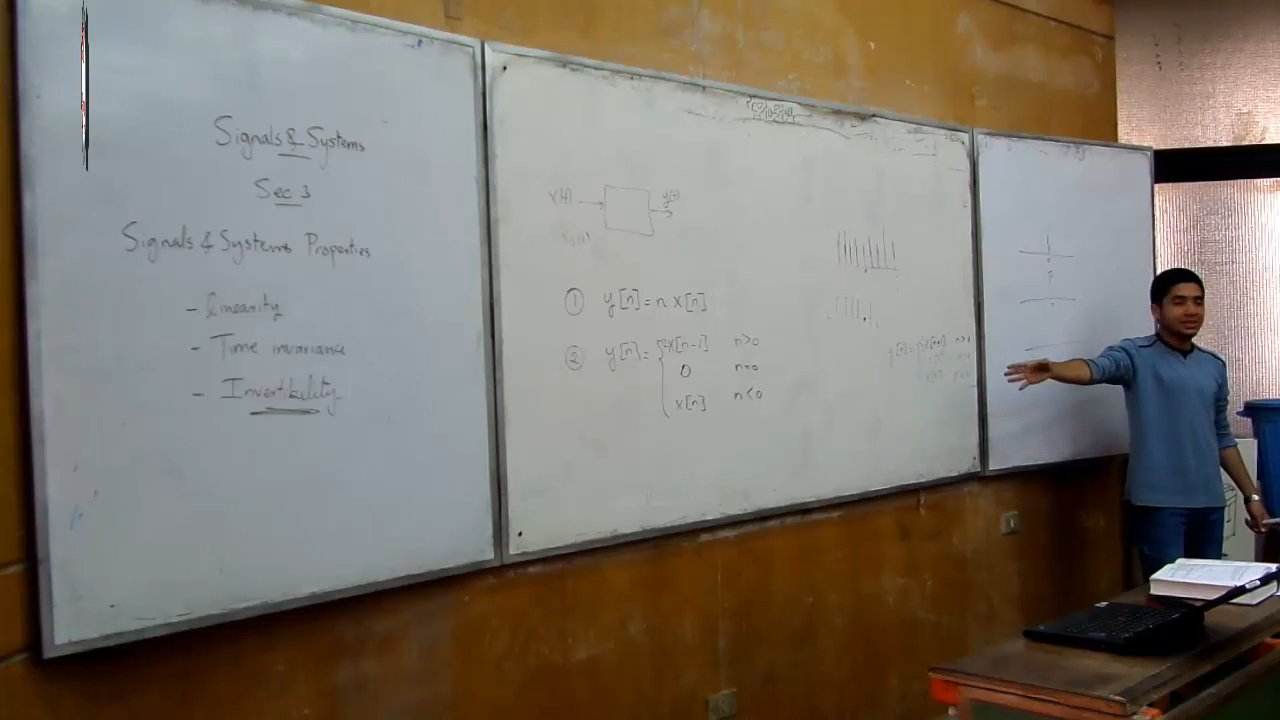 Signals & Systems
Sec 3
Signals & Systems Properties
- linearity
- Time invariance
- Invertibility
x(t)
y(t)
① y[n] = n x[n]
② y[n] = { x[n-1] n>0
0 n=0
x[n] n<0
y[n] =